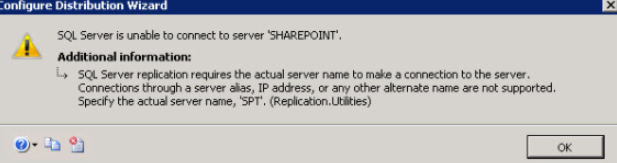 Configure Distribution Wizard
SQL Server is unable to connect to server 'SHAREPOINT'.
Additional information:
SQL Server replication requires the actual server name to make a connection to the server.
Connections through a server alias, IP address, or any other alternate name are not supported.
Specify the actual server name, 'SPT'. (Replication.Utilities)
OK